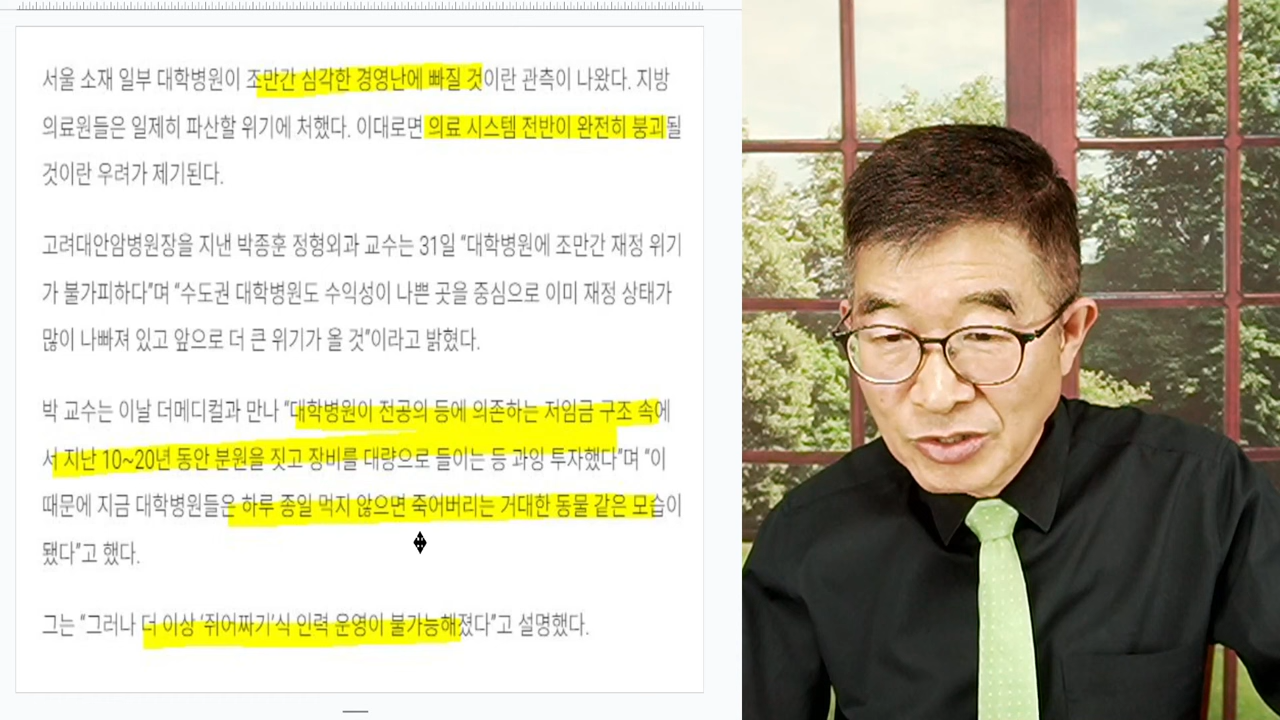 서울 소재 일부 대학병원이 조만간 심각한 경영난에 빠질 것이란 관측이 나왔다. 지방
의료원들은 일제히 파산할 위기에 처했다. 이대로면 의료 시스템 전반이 완전히 붕괴될
것이란 우려가 제기된다.
고려대안암병원장을 지낸 박종훈 정형외과 교수는 31일 “대학병원에 조만간 재정 위기
가 불가피하다”며 “수도권 대학병원도 수익성이 나쁜 곳을 중심으로 이미 재정 상태가
많이 나빠져 있고 앞으로 더 큰 위기가 올 것”이라고 밝혔다.
박 교수는 이날 더메디컬과 만나 “대학병원이 전공의 등에 의존하는 저임금 구조 속에
서 지난 10~20년 동안 분원을 짓고 장비를 대량으로 들이는 등 과잉 투자했다”며 “이
때문에 지금 대학병원들은 하루 종일 먹지 않으면 죽어버리는 거대한 동물 같은 모습이
됐다”고 했다.
그는 “그러나 더 이상 ‘쥐어짜기’식 인력 운영이 불가능해졌다”고 설명했다.